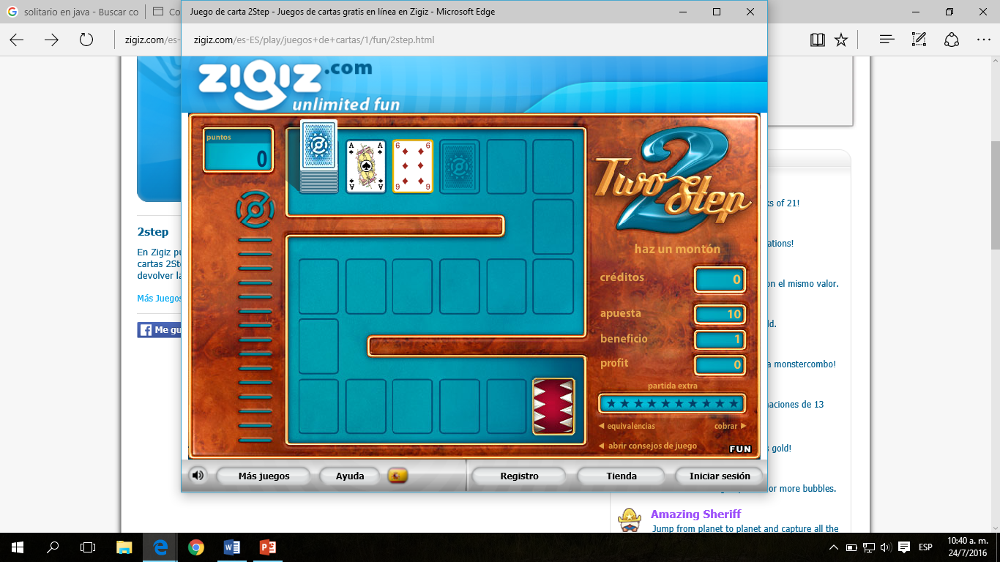 solitario en java - Buscar co
Co
Juego de carta 2Step - Juegos de cartas gratis en línea en Zigiz - Microsoft Edge
zigiz.com/es-
zigiz.com/es-ES/play/juegos+de+cartas/1/fun/2step.html
zigiz.com
unlimited fun
puntos
0
A
A
6 6
6 6
2
Two Step
haz un montón
créditos 0
apuesta 10
beneficio 1
profit 0
partida extra
equivalencias cobrar
abrir consejos de juego FUN
Más juegos Ayuda Registro Tienda Iniciar sesión
2step
En Zigiz pu
cartas 2Ste
devolver la
Más Juegos
Me gu
ks of 21!
ations!
on el mismo valor.
ld.
a monstercombo!
naciones de 13
s gold!
or more bubbles.
Amazing Sheriff
Jump from planet to planet and capture all the
ESP
10:40 a. m.
24/7/2016